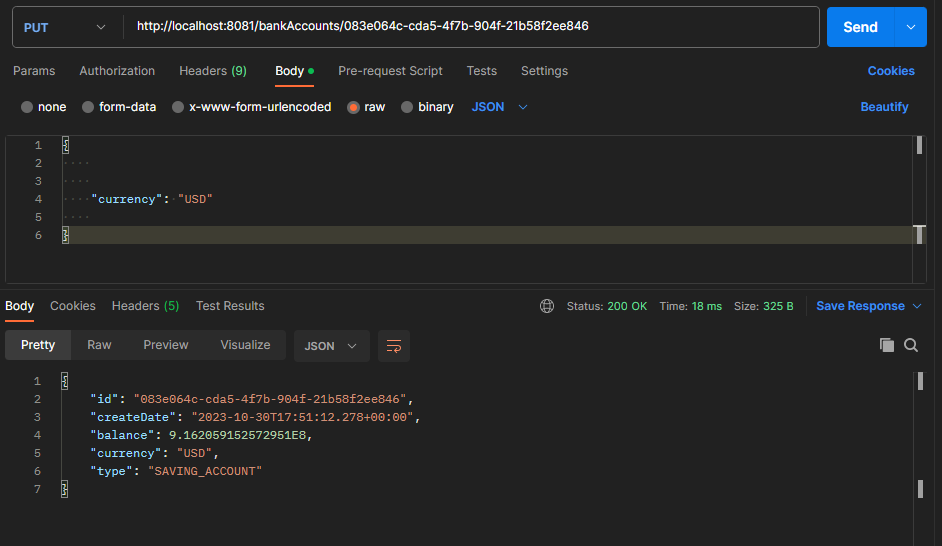 PUT http://localhost:8081/bankAccounts/083e064c-cda5-4f7b-904f-21b58f2ee846 Send
Params Authorization Headers (9) Body Pre-request Script Tests Settings Cookies
none form-data x-www-form-urlencoded raw binary JSON Beautify
1 {
2
3
4 "currency": "USD"
5
6 }
Body Cookies Headers (5) Test Results Status: 200 OK Time: 18 ms Size: 325 B Save Response
Pretty Raw Preview Visualize JSON
1 {
2 "id": "083e064c-cda5-4f7b-904f-21b58f2ee846",
3 "createDate": "2023-10-30T17:51:12.278+00:00",
4 "balance": 9.162059152572951E8,
5 "currency": "USD",
6 "type": "SAVING_ACCOUNT"
7 }